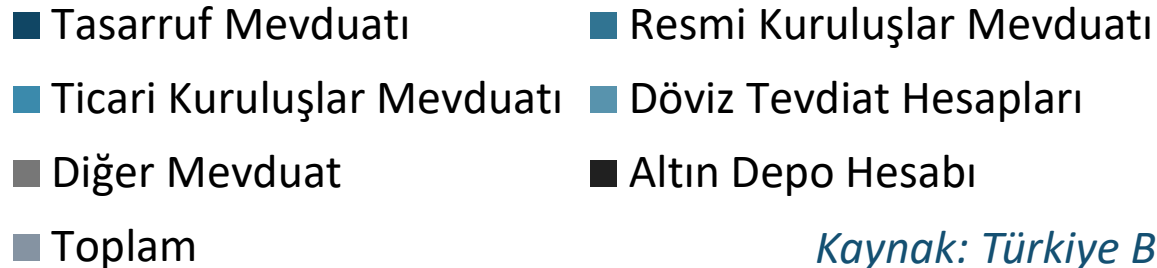 Tasarruf Mevduatı Resmi Kuruluşlar Mevduatı
Ticari Kuruluşlar Mevduatı Döviz Tevdiat Hesapları
Diğer Mevduat Altın Depo Hesabı
Toplam Kaynak: Türkiye B